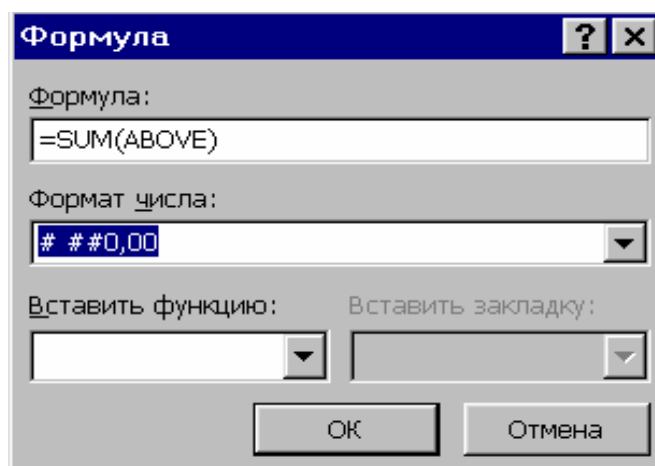 Формула
Формула:
=SUM(ABOVE)
Формат числа:
# ##0,00
Вставить функцию: Вставить закладку:
ОК Отмена